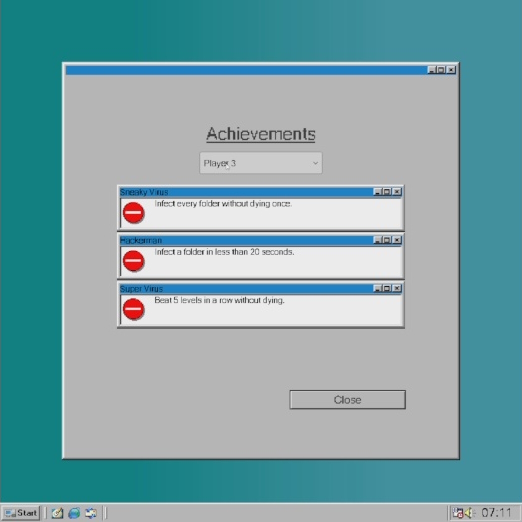 Achievements
Player 3
Sneaky Virus
Infect every folder without dying once.
Hackerman
Infect a folder in less than 20 seconds.
Super Virus
Beat 5 levels in a row without dying.
Close
Start
07:11